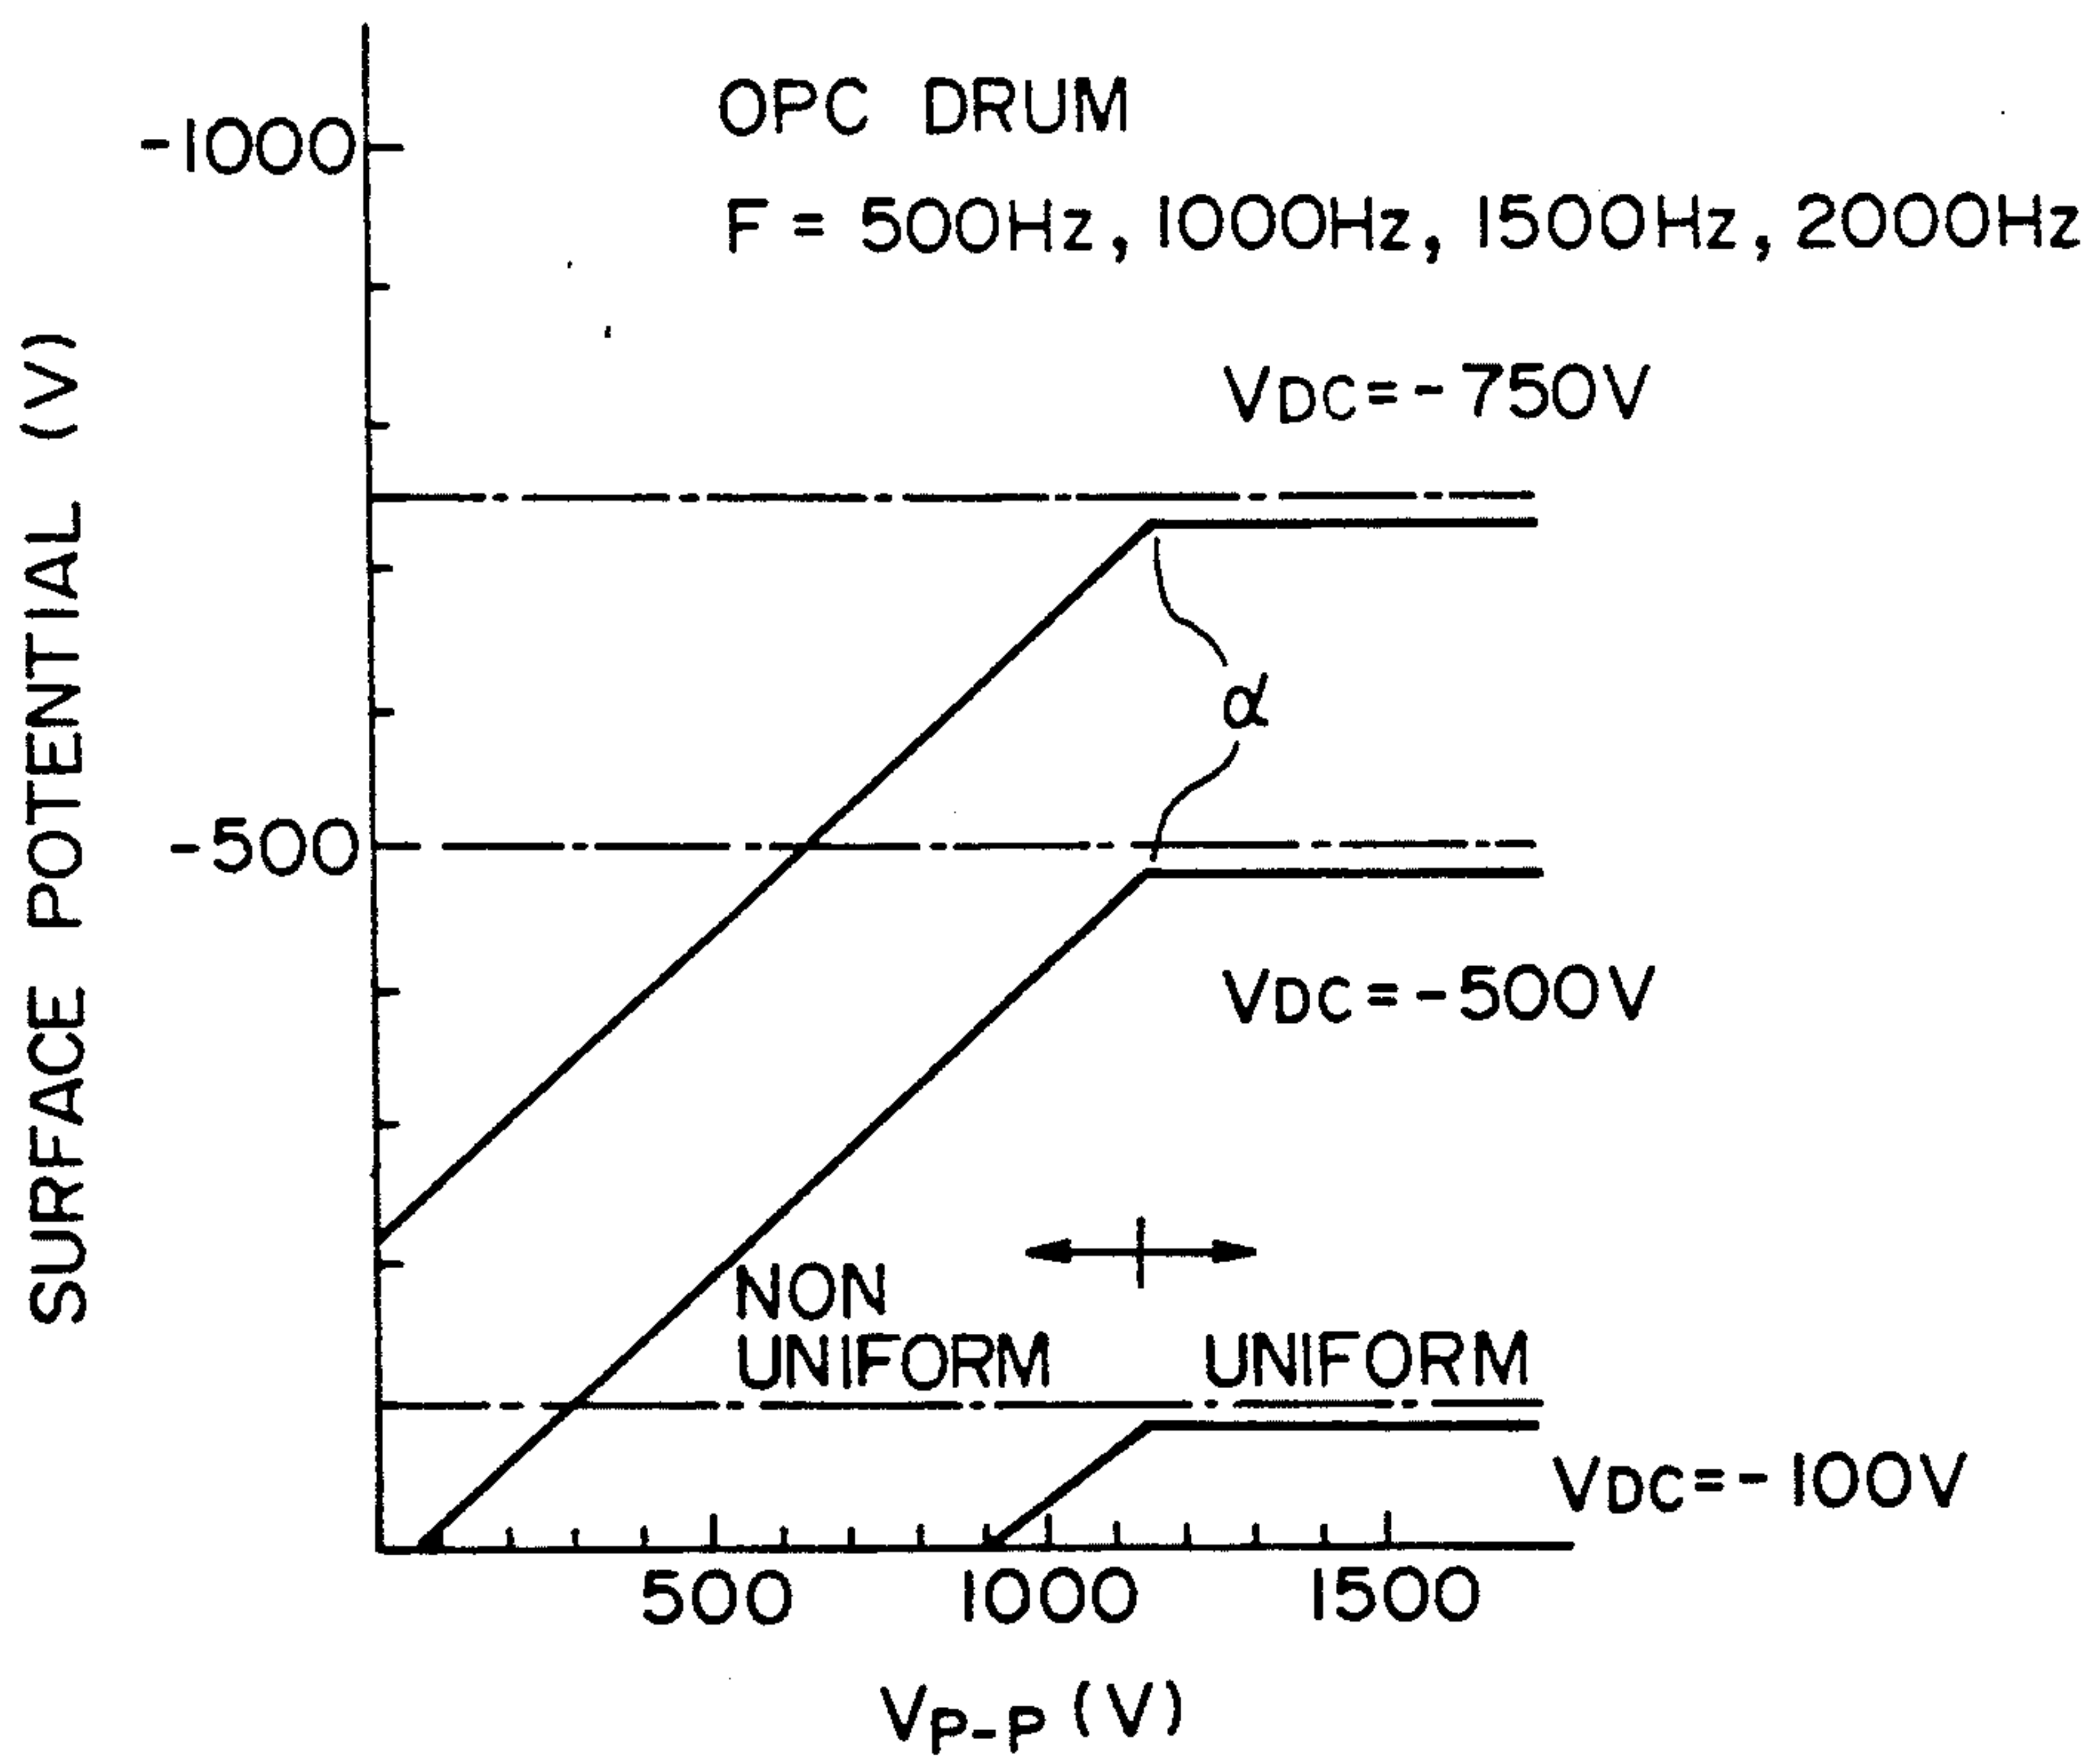 OPC DRUM
-1000
F = 500Hz, 1000Hz, 1500Hz, 2000Hz
SURFACE POTENTIAL (V)
VDC=-750V
α
-500
VDC=-500V
NON
UNIFORM
UNIFORM
VDC=-100V
500
1000
1500
VP-P (V)